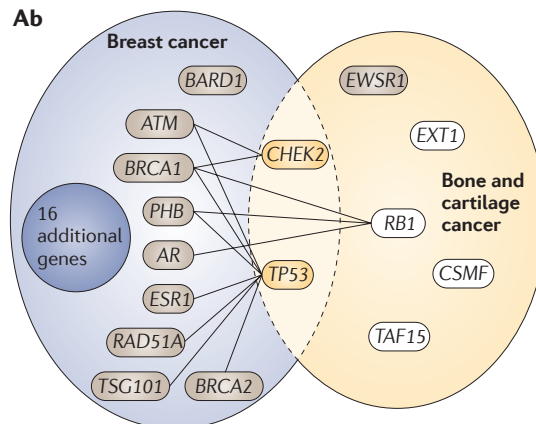 Ab
Breast cancer
BARD1
EWSR1
ATM
EXT1
CHEK2
BRCA1
Bone and
cartilage
cancer
16
additional
genes
PHB
RB1
AR
TP53
CSMF
ESR1
RAD51A
TAF15
TSG101
BRCA2